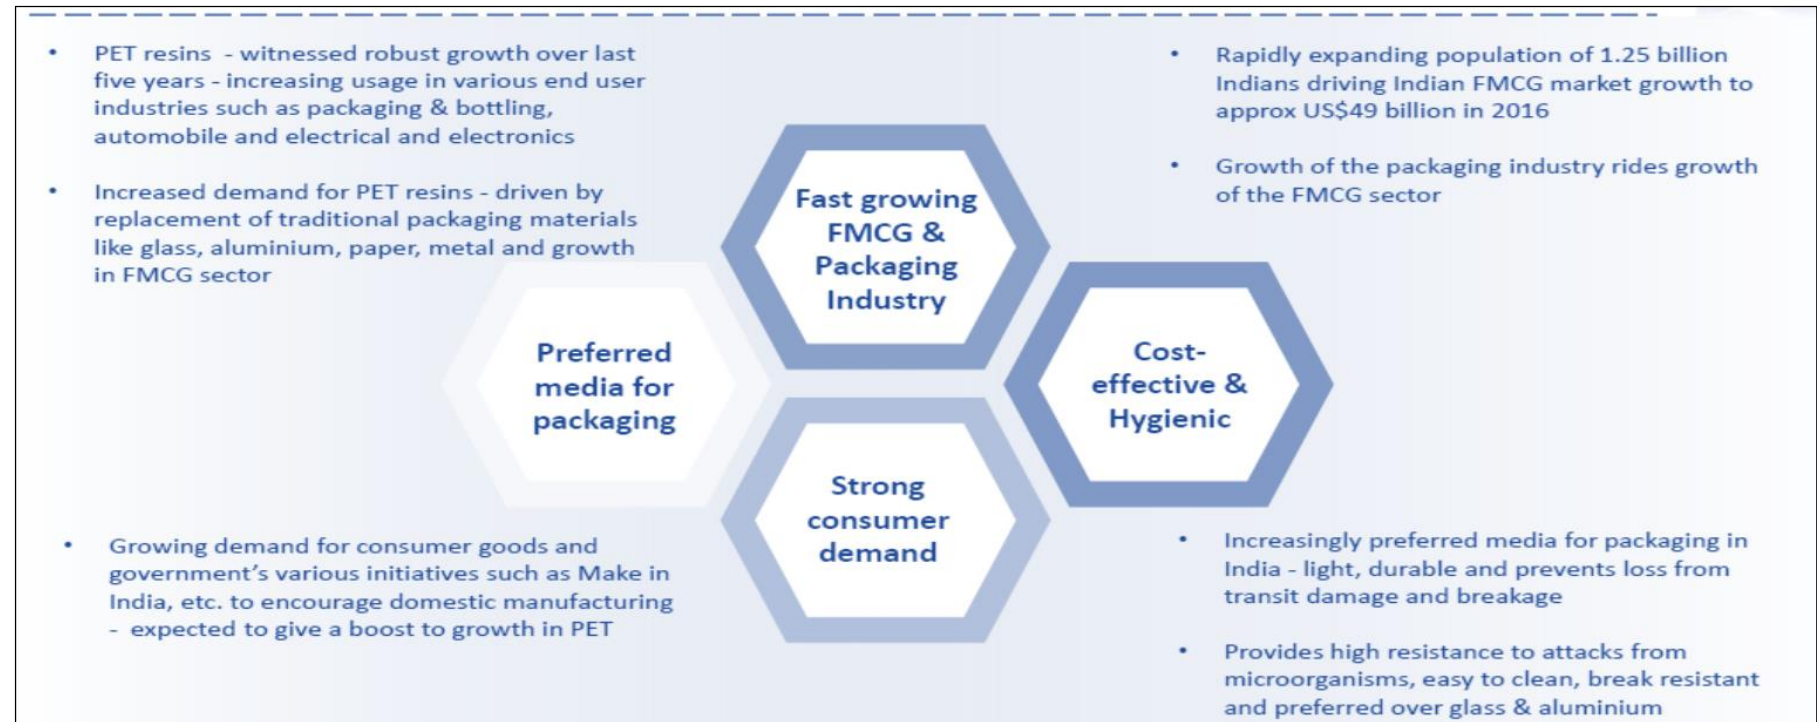 • PET resins - witnessed robust growth over last
five years - increasing usage in various end user
industries such as packaging & bottling,
automobile and electrical and electronics
• Increased demand for PET resins - driven by
replacement of traditional packaging materials
like glass, aluminium, paper, metal and growth
in FMCG sector
• Rapidly expanding population of 1.25 billion
Indians driving Indian FMCG market growth to
approx US$49 billion in 2016
• Growth of the packaging industry rides growth
of the FMCG sector
Fast growing
FMCG &
Packaging
Industry
Preferred
media for
packaging
Cost-
effective &
Hygienic
Strong
consumer
demand
• Growing demand for consumer goods and
government's various initiatives such as Make in
India, etc. to encourage domestic manufacturing
- expected to give a boost to growth in PET
• Increasingly preferred media for packaging in
India - light, durable and prevents loss from
transit damage and breakage
• Provides high resistance to attacks from
microorganisms, easy to clean, break resistant
and preferred over glass & aluminium